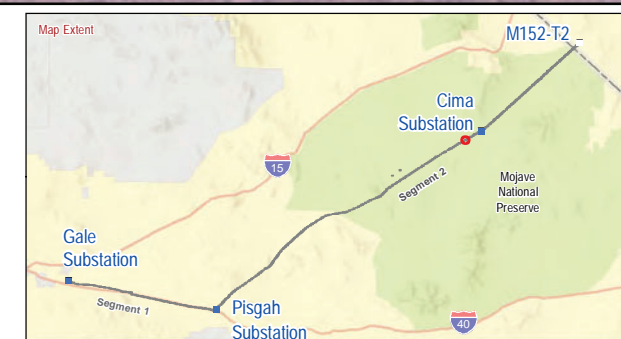 Map Extent
M152-T2
Cima
Substation
15
Segment 2
Mojave
National
Preserve
Gale
Substation
Segment 1
Pisgah
Substation
40